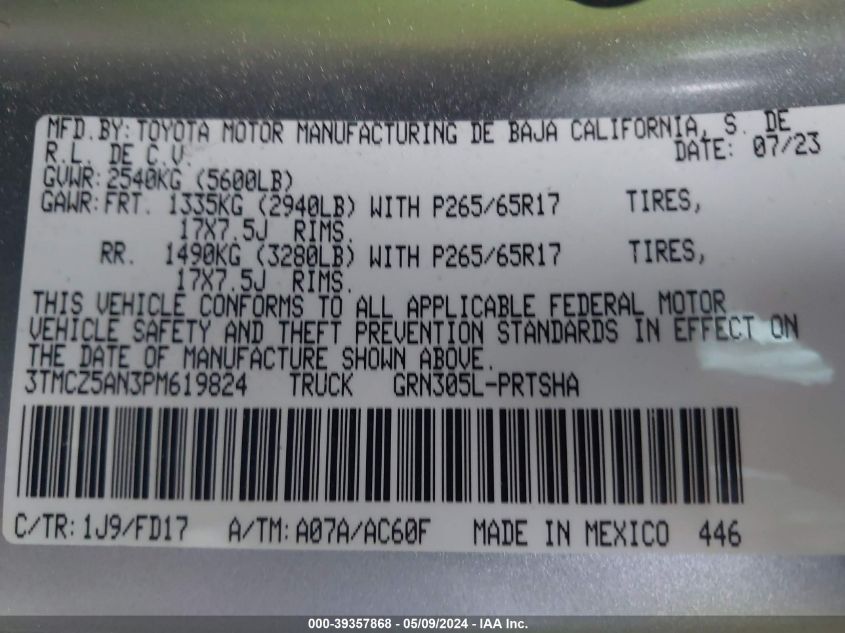 MFD.BY: TOYOTA MOTOR MANUFACTURING DE BAJA CALIFORNIA, S. DE
R.L. DE C.V. DATE: 07/23
GVWR: 2540KG (5600LB)
GAWR: FRT. 1335KG (2940LB) WITH P265/65R17 TIRES,
17X7.5J RIMS.
RR. 1490KG (3280LB) WITH P265/65R17 TIRES,
17X7.5J RIMS.
THIS VEHICLE CONFORMS TO ALL APPLICABLE FEDERAL MOTOR
VEHICLE SAFETY AND THEFT PREVENTION STANDARDS IN EFFECT ON
THE DATE OF MANUFACTURE SHOWN ABOVE.
3TMCZ5AN3PM619824 TRUCK GRN305L-PRTSHA
C/TR: 1J9/FD17 A/TM: A07A/AC60F MADE IN MEXICO 446
000-39357868 - 05/09/2024 - IAA Inc.